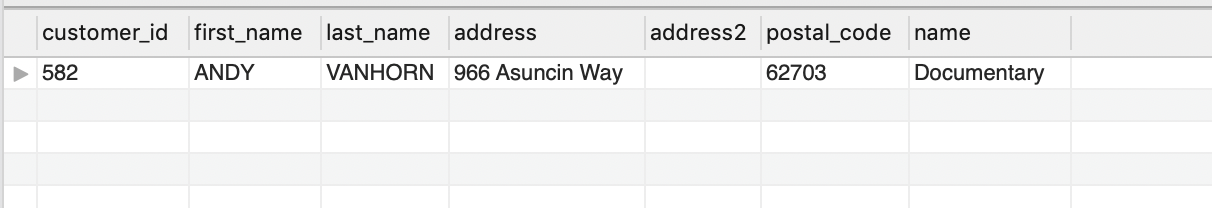 customer_id first_name last_name address address2 postal_code name
582 ANDY VANHORN 966 Asuncin Way 62703 Documentary